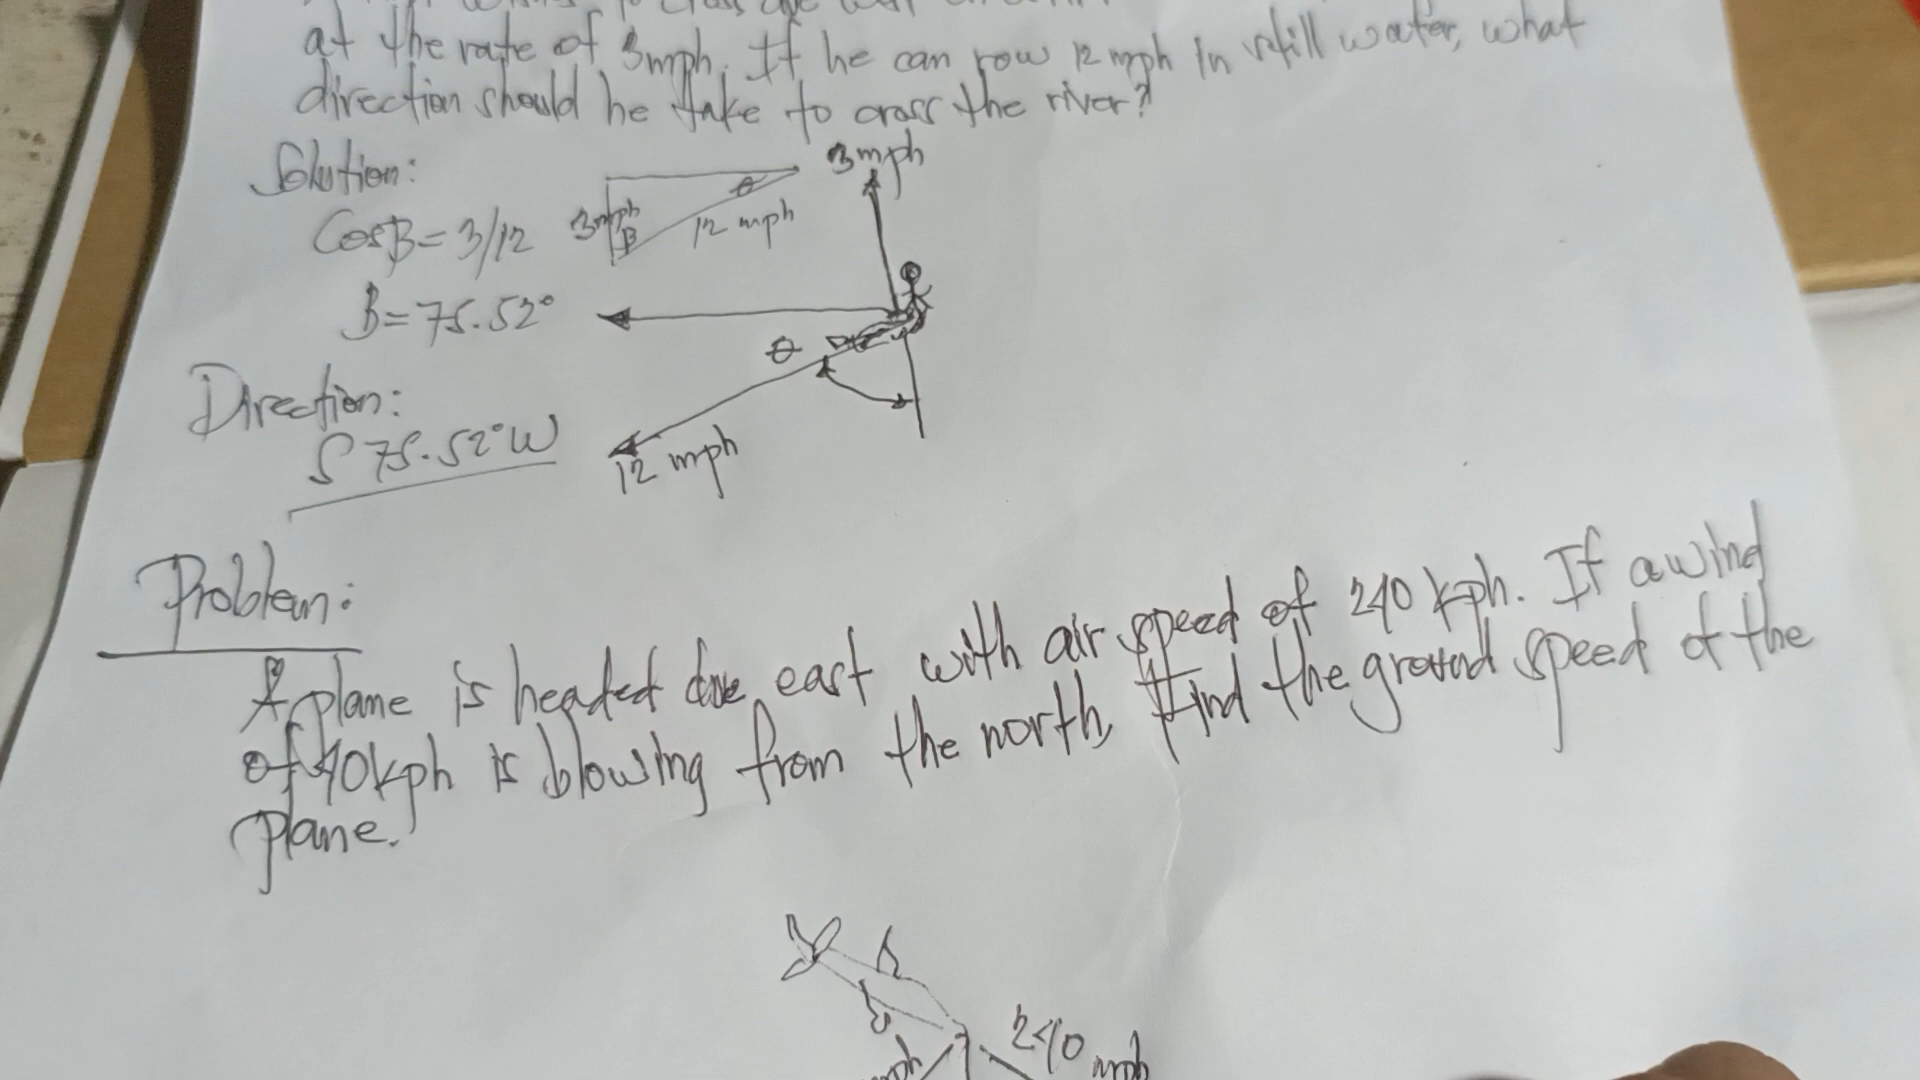 at the rate of 3mph. If he can row 12 mph in still water, what
direction should he take to cross the river?
Solution:
3mph
CosB = 3/12
3mph
B
θ
12 mph
B = 75.52°
θ
Direction:
S 75.52° W
12 mph
Problem:
A plane is headed due east with air speed of 240 kph. If a wind
of 40kph is blowing from the north, find the ground speed of the
plane.
240 mph
mph